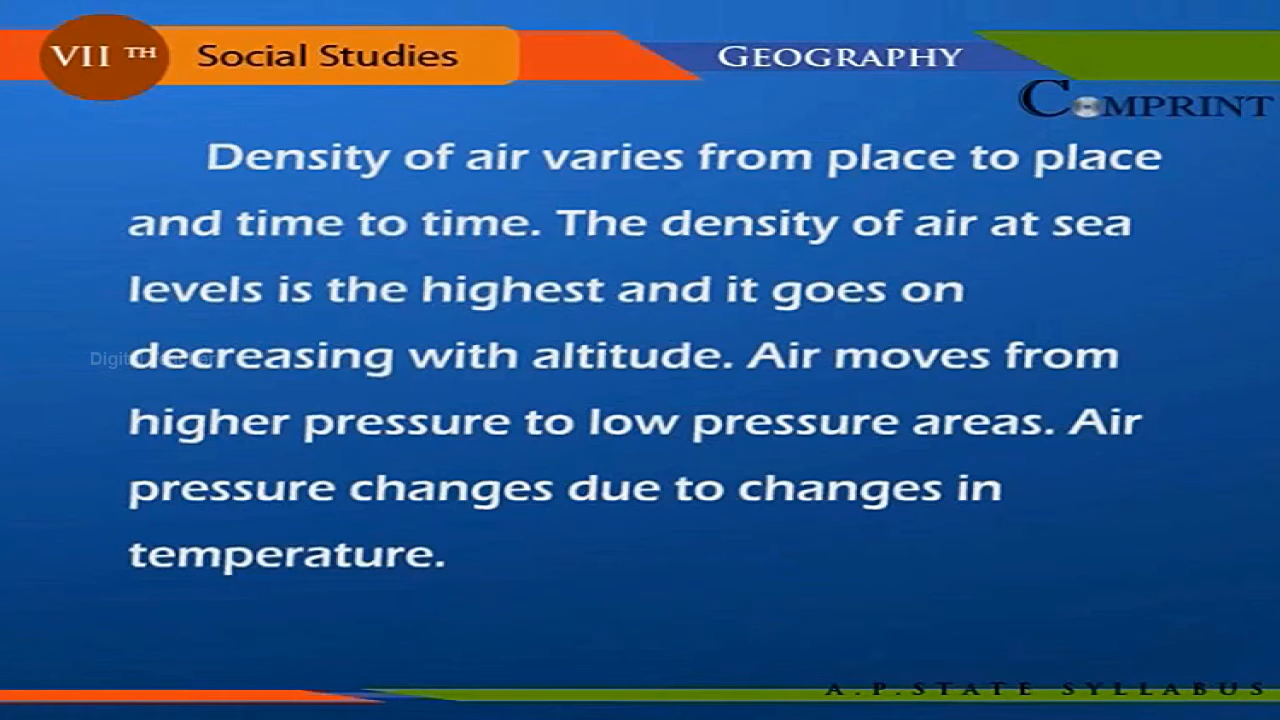 VII TH Social Studies GEOGRAPHY
COMPRINT
Density of air varies from place to place
and time to time. The density of air at sea
levels is the highest and it goes on
decreasing with altitude. Air moves from
higher pressure to low pressure areas. Air
pressure changes due to changes in
temperature.
A.P.STATE SYLLABUS